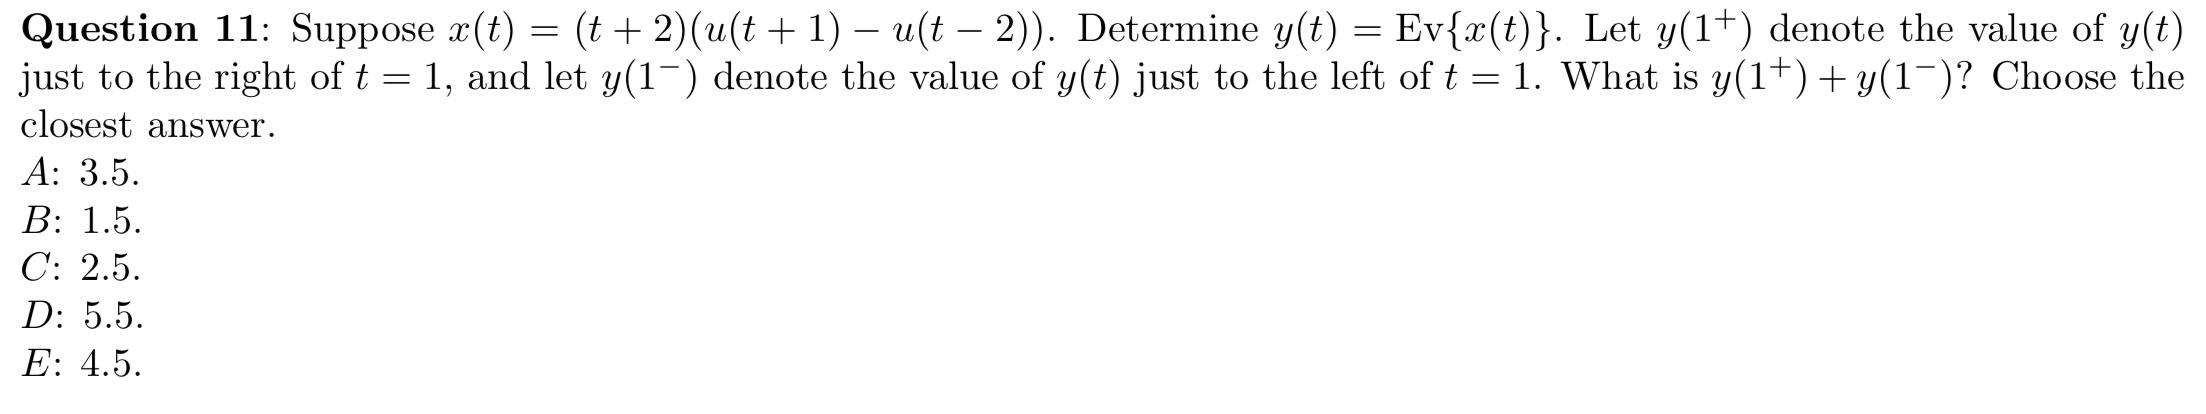 Question 11: Suppose x(t) = (t + 2)(u(t + 1) − u(t − 2)). Determine y(t) = Ev{x(t)}. Let y(1⁺) denote the value of y(t)
just to the right of t = 1, and let y(1⁻) denote the value of y(t) just to the left of t = 1. What is y(1⁺) + y(1⁻)? Choose the
closest answer.
A: 3.5.
B: 1.5.
C: 2.5.
D: 5.5.
E: 4.5.